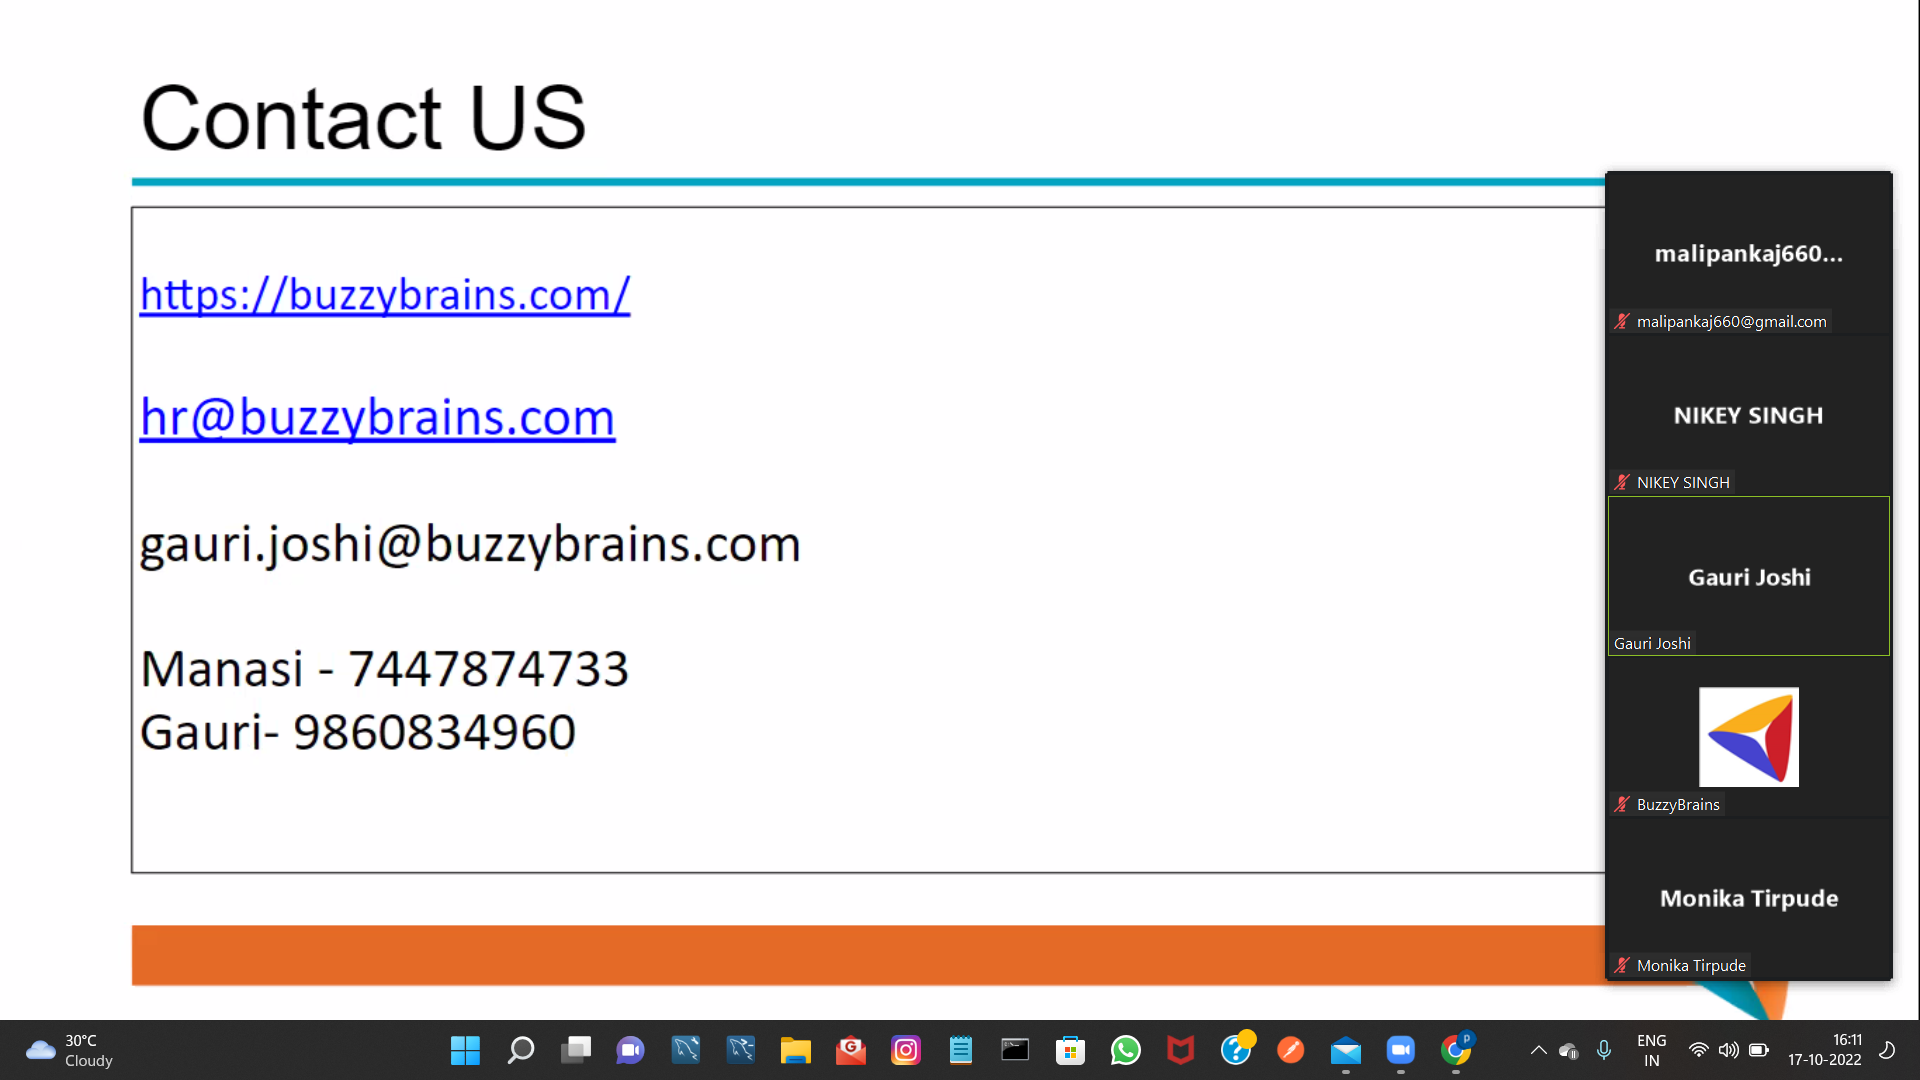 Contact US
https://buzzybrains.com/
hr@buzzybrains.com
gauri.joshi@buzzybrains.com
Manasi - 7447874733
Gauri- 9860834960
malipankaj660...
malipankaj660@gmail.com
NIKEY SINGH
NIKEY SINGH
Gauri Joshi
Gauri Joshi
BuzzyBrains
Monika Tirpude
Monika Tirpude
30°C
Cloudy
ENG
IN
16:11
17-10-2022